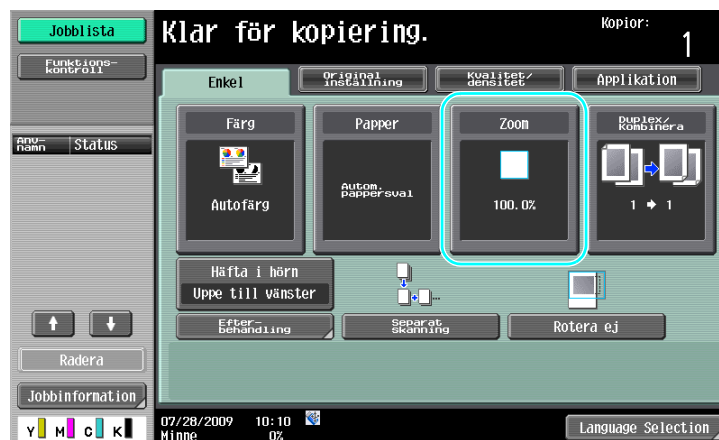 Jobblista
Klar för kopiering.
Kopior:
1
Funktions-
kontroll
Enkel
Original
inställning
Kvalitet/
densitet
Applikation
Anv-
namn
Status
Färg
Autofärg
Papper
Autom.
pappersval
Zoom
100.0%
Duplex/
Kombinera
1 → 1
Häfta i hörn
Uppe till vänster
Efter-
behandling
Separat
skanning
Rotera ej
Radera
Jobbinformation
Y M C K
07/28/2009 10:10
Minne 0%
Language Selection